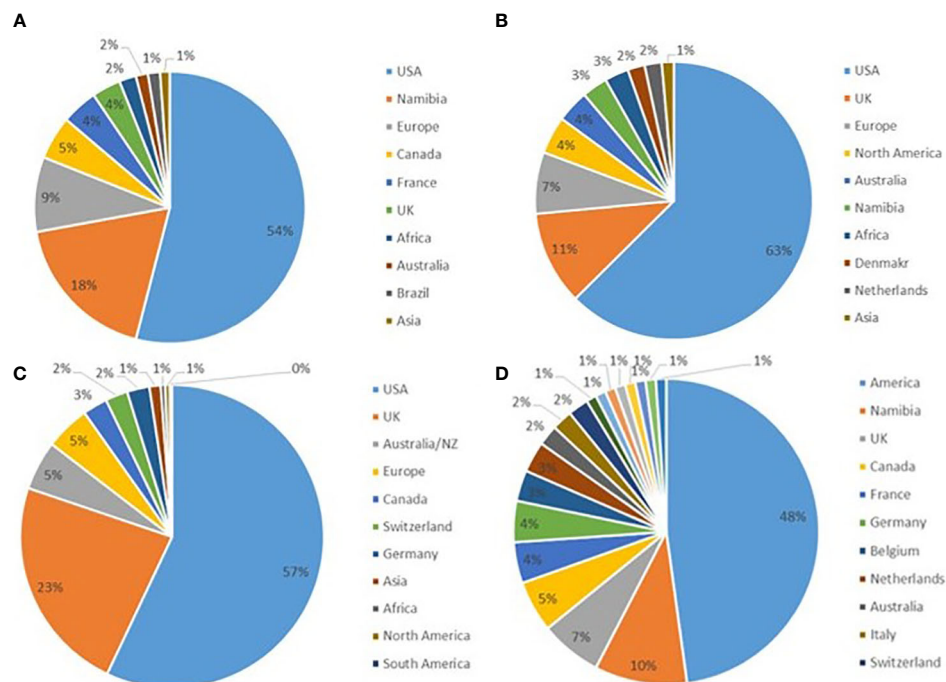 A
2%
1%
1%
2%
4%
4%
5%
9%
18%
54%
USA
Namibia
Europe
Canada
France
UK
Africa
Australia
Brazil
Asia
B
3%
3%
2%
2%
1%
4%
4%
7%
11%
63%
USA
UK
Europe
North America
Australia
Namibia
Africa
Denmakr
Netherlands
Asia
C
2%
2%
1%
1%
1%
0%
3%
5%
5%
23%
57%
USA
UK
Australia/NZ
Europe
Canada
Switzerland
Germany
Asia
Africa
North America
South America
D
1%
1%
1%
1%
1%
1%
1%
2%
2%
2%
3%
3%
4%
4%
5%
7%
10%
48%
America
Namibia
UK
Canada
France
Germany
Belgium
Netherlands
Australia
Italy
Switzerland